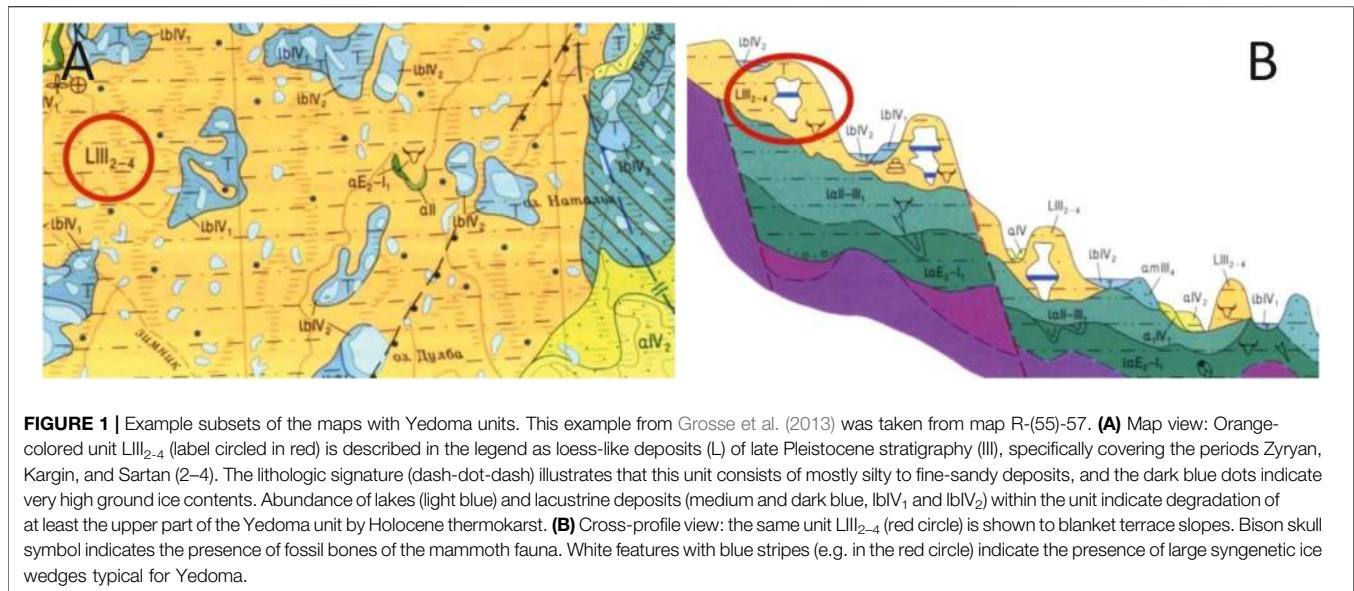 A
lbIV₁
lbIV₁
lbIV₂
lbIV₂
IV₁
LIII₂₋₄
lbIV₁
lbIV₁
aE₂–I₁
aII
lbIV₂
оз. Наталья
lbIV₂
lbIV₂
зимник
оз. Дулба
aIV₂
B
lbIV₂
LIII₂₋₄
lbIV₂
lbIV₁
laII–III₁
laE₂–I₁
aIV
LIII₂₋₄
lbIV₂
amIII₄
aIV₂
LIII₂₋₄
lbIV₁
laII–III₁
a₁IV₁
laE₂–I₁
FIGURE 1 | Example subsets of the maps with Yedoma units. This example from Grosse et al. (2013) was taken from map R-(55)-57. (A) Map view: Orange-
colored unit LIII₂₋₄ (label circled in red) is described in the legend as loess-like deposits (L) of late Pleistocene stratigraphy (III), specifically covering the periods Zyryan,
Kargin, and Sartan (2–4). The lithologic signature (dash-dot-dash) illustrates that this unit consists of mostly silty to fine-sandy deposits, and the dark blue dots indicate
very high ground ice contents. Abundance of lakes (light blue) and lacustrine deposits (medium and dark blue, lbIV₁ and lbIV₂) within the unit indicate degradation of
at least the upper part of the Yedoma unit by Holocene thermokarst. (B) Cross-profile view: the same unit LIII₂₋₄ (red circle) is shown to blanket terrace slopes. Bison skull
symbol indicates the presence of fossil bones of the mammoth fauna. White features with blue stripes (e.g. in the red circle) indicate the presence of large syngenetic ice
wedges typical for Yedoma.